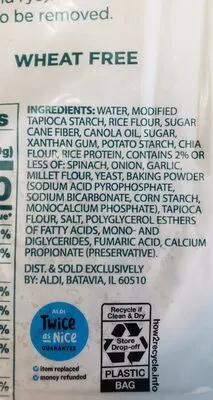 to be removed.
WHEAT FREE
INGREDIENTS: WATER, MODIFIED
TAPIOCA STARCH, RICE FLOUR, SUGAR
CANE FIBER, CANOLA OIL, SUGAR,
XANTHAN GUM, POTATO STARCH, CHIA
FLOUR, RICE PROTEIN, CONTAINS 2% OR
LESS OF: SPINACH, ONION, GARLIC,
MILLET FLOUR, YEAST, BAKING POWDER
(SODIUM ACID PYROPHOSPHATE,
SODIUM BICARBONATE, CORN STARCH,
MONOCALCIUM PHOSPHATE), TAPIOCA
FLOUR, SALT, POLYGLYCEROL ESTHERS
OF FATTY ACIDS, MONO- AND
DIGLYCERIDES, FUMARIC ACID, CALCIUM
PROPIONATE (PRESERVATIVE).
DIST. & SOLD EXCLUSIVELY
BY: ALDI, BATAVIA, IL 60510
ALDI
Twice
as Nice
GUARANTEE
item replaced
money refunded
Recycle if
Clean & Dry
Store
Drop-off
PLASTIC
BAG
how2recycle.info